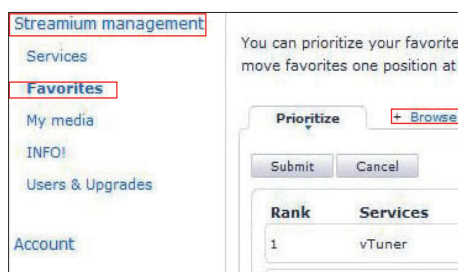 Streamium management
Services
Favorites
My media
INFO!
Users & Upgrades
Account
You can prioritize your favorite
move favorites one position at
Prioritize
+ Browse
Submit Cancel
Rank Services
1 vTuner